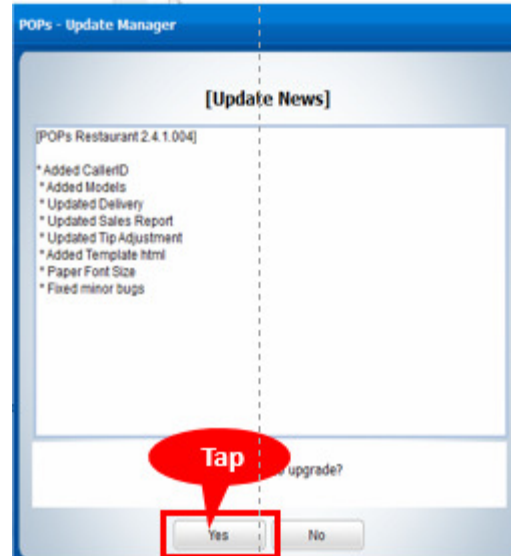 POPs - Update Manager
[Update News]
[POPs Restaurant 2.4.1.004]
* Added CallerID
* Added Models
* Updated Delivery
* Updated Sales Report
* Updated Tip Adjustment
* Added Template html
* Paper Font Size
* Fixed minor bugs
Tap
upgrade?
Yes No